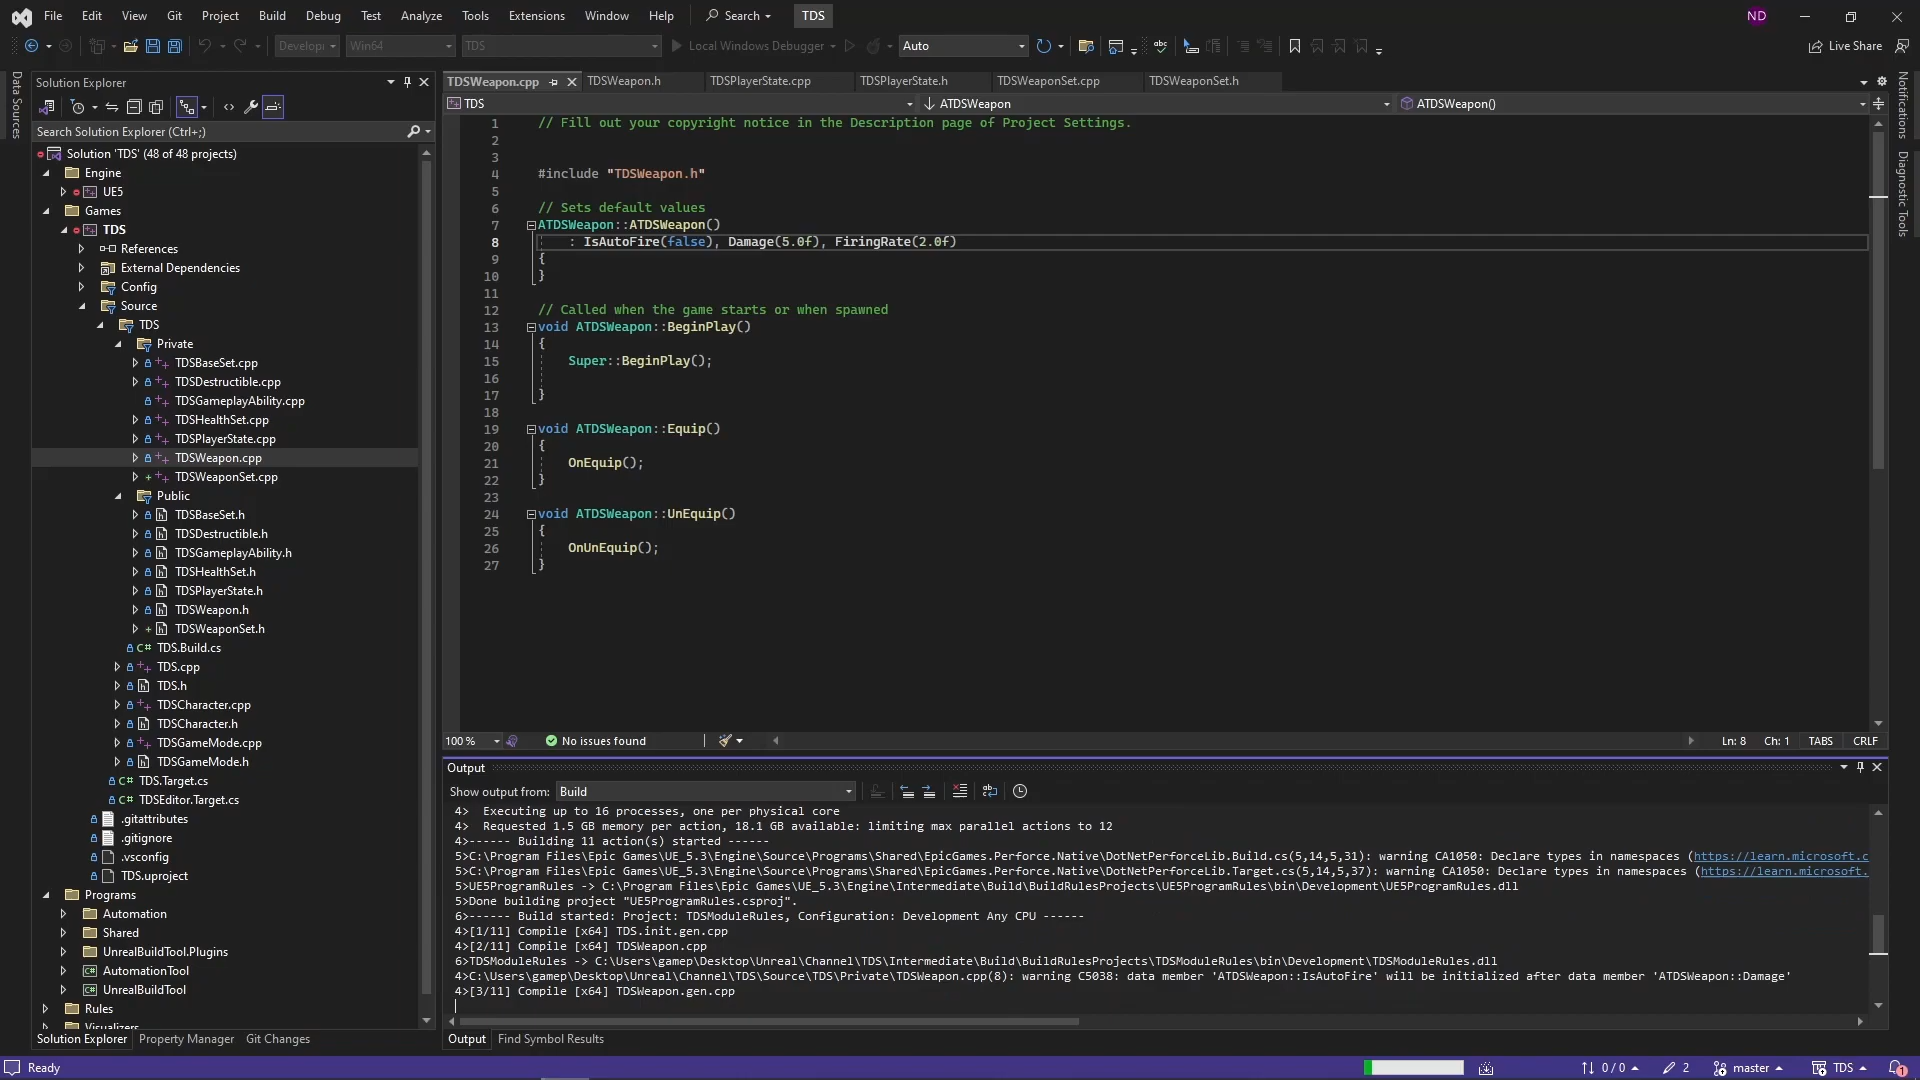 File Edit View Git Project Build Debug Test Analyze Tools Extensions Window Help Search TDS ND
Develop Win64 TDS Local Windows Debugger Auto Live Share
Data Sources
Solution Explorer
Search Solution Explorer (Ctrl+;)
Solution 'TDS' (48 of 48 projects)
Engine
UE5
Games
TDS
References
External Dependencies
Config
Source
TDS
Private
TDSBaseSet.cpp
TDSDestructible.cpp
TDSGameplayAbility.cpp
TDSHealthSet.cpp
TDSPlayerState.cpp
TDSWeapon.cpp
TDSWeaponSet.cpp
Public
TDSBaseSet.h
TDSDestructible.h
TDSGameplayAbility.h
TDSHealthSet.h
TDSPlayerState.h
TDSWeapon.h
TDSWeaponSet.h
C# TDS.Build.cs
TDS.cpp
TDS.h
TDSCharacter.cpp
TDSCharacter.h
TDSGameMode.cpp
TDSGameMode.h
C# TDS.Target.cs
C# TDSEditor.Target.cs
.gitattributes
.gitignore
.vsconfig
TDS.uproject
Programs
Automation
Shared
UnrealBuildTool.Plugins
AutomationTool
UnrealBuildTool
Rules
Visualizers
Solution Explorer Property Manager Git Changes
TDSWeapon.cpp TDSWeapon.h TDSPlayerState.cpp TDSPlayerState.h TDSWeaponSet.cpp TDSWeaponSet.h
TDS ATDSWeapon ATDSWeapon()
1 // Fill out your copyright notice in the Description page of Project Settings.
2
3
4 #include "TDSWeapon.h"
5
6 // Sets default values
7 ATDSWeapon::ATDSWeapon()
8 : IsAutoFire(false), Damage(5.0f), FiringRate(2.0f)
9 {
10 }
11
12 // Called when the game starts or when spawned
13 void ATDSWeapon::BeginPlay()
14 {
15 Super::BeginPlay();
16
17 }
18
19 void ATDSWeapon::Equip()
20 {
21 OnEquip();
22 }
23
24 void ATDSWeapon::UnEquip()
25 {
26 OnUnEquip();
27 }
100 % No issues found Ln: 8 Ch: 1 TABS CRLF
Output
Show output from: Build
4> Executing up to 16 processes, one per physical core
4> Requested 1.5 GB memory per action, 18.1 GB available: limiting max parallel actions to 12
4>------ Building 11 action(s) started ------
5>C:\Program Files\Epic Games\UE_5.3\Engine\Source\Programs\Shared\EpicGames.Perforce.Native\DotNetPerforceLib.Build.cs(5,14,5,31): warning CA1050: Declare types in namespaces (https://learn.microsoft.c
5>C:\Program Files\Epic Games\UE_5.3\Engine\Source\Programs\Shared\EpicGames.Perforce.Native\DotNetPerforceLib.Target.cs(5,14,5,37): warning CA1050: Declare types in namespaces (https://learn.microsoft.
5>UE5ProgramRules -> C:\Program Files\Epic Games\UE_5.3\Engine\Intermediate\Build\BuildRulesProjects\UE5ProgramRules\bin\Development\UE5ProgramRules.dll
5>Done building project "UE5ProgramRules.csproj".
6>------ Build started: Project: TDSModuleRules, Configuration: Development Any CPU ------
4>[1/11] Compile [x64] TDS.init.gen.cpp
4>[2/11] Compile [x64] TDSWeapon.cpp
6>TDSModuleRules -> C:\Users\gamep\Desktop\Unreal\Channel\TDS\Intermediate\Build\BuildRulesProjects\TDSModuleRules\bin\Development\TDSModuleRules.dll
4>C:\Users\gamep\Desktop\Unreal\Channel\TDS\Source\TDS\Private\TDSWeapon.cpp(8): warning C5038: data member 'ATDSWeapon::IsAutoFire' will be initialized after data member 'ATDSWeapon::Damage'
4>[3/11] Compile [x64] TDSWeapon.gen.cpp
Output Find Symbol Results
Notifications
Diagnostic Tools
Ready 0 / 0 2 master TDS 1